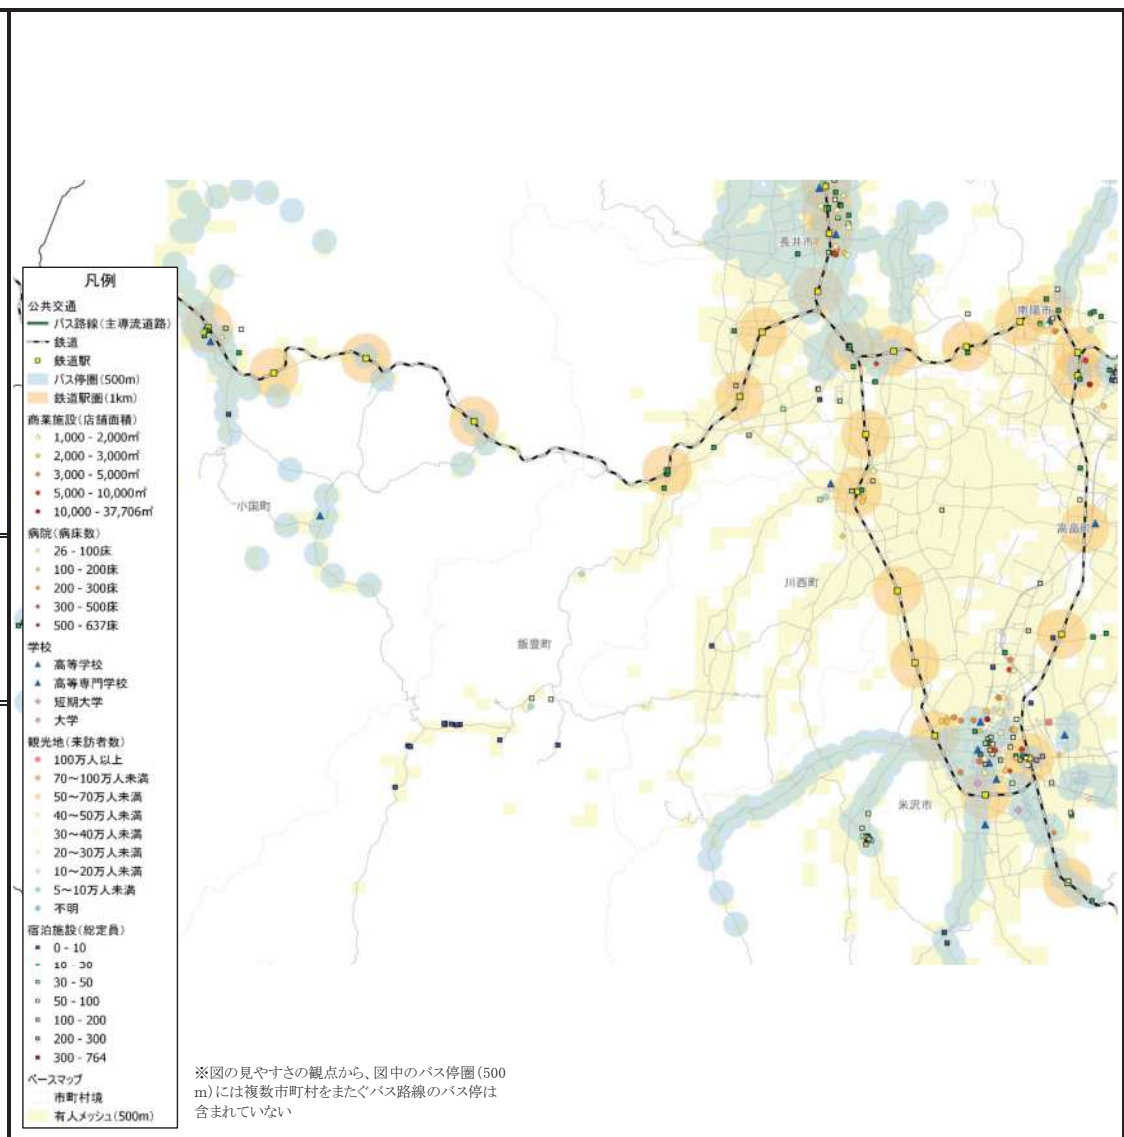 凡例
公共交通
バス路線(主導流道路)
鉄道
鉄道駅
バス停圏(500m)
鉄道駅圏(1km)
商業施設(店舗面積)
1,000 - 2,000㎡
2,000 - 3,000㎡
3,000 - 5,000㎡
5,000 - 10,000㎡
10,000 - 37,706㎡
病院(病床数)
26 - 100床
100 - 200床
200 - 300床
300 - 500床
500 - 637床
学校
高等学校
高等専門学校
短期大学
大学
観光地(来訪者数)
100万人以上
70～100万人未満
50～70万人未満
40～50万人未満
30～40万人未満
20～30万人未満
10～20万人未満
5～10万人未満
不明
宿泊施設(総定員)
0 - 10
10 - 30
30 - 50
50 - 100
100 - 200
200 - 300
300 - 764
ベースマップ
市町村境
有人メッシュ(500m)
長井市
南陽市
小国町
高畠町
川西町
飯豊町
米沢市
※図の見やすさの観点から、図中のバス停圏(500
m)には複数市町村をまたぐバス路線のバス停は
含まれていない